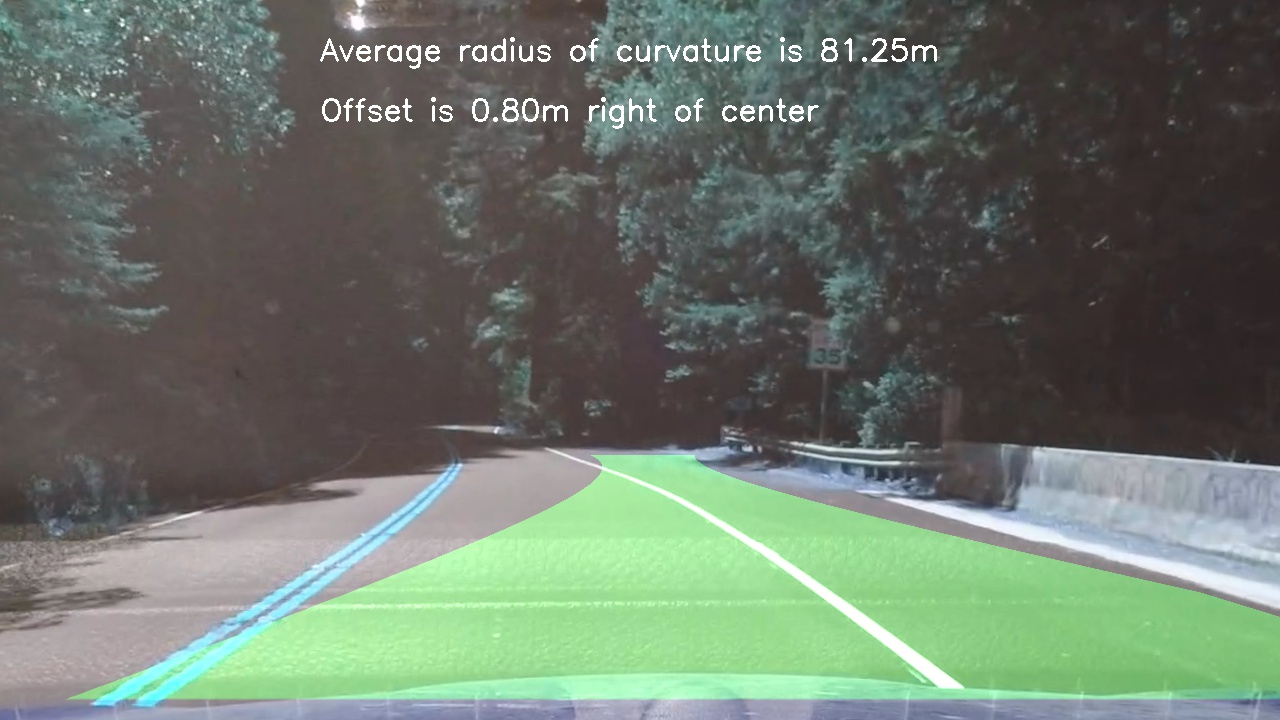 Average radius of curvature is 81.25m
Offset is 0.80m right of center
35